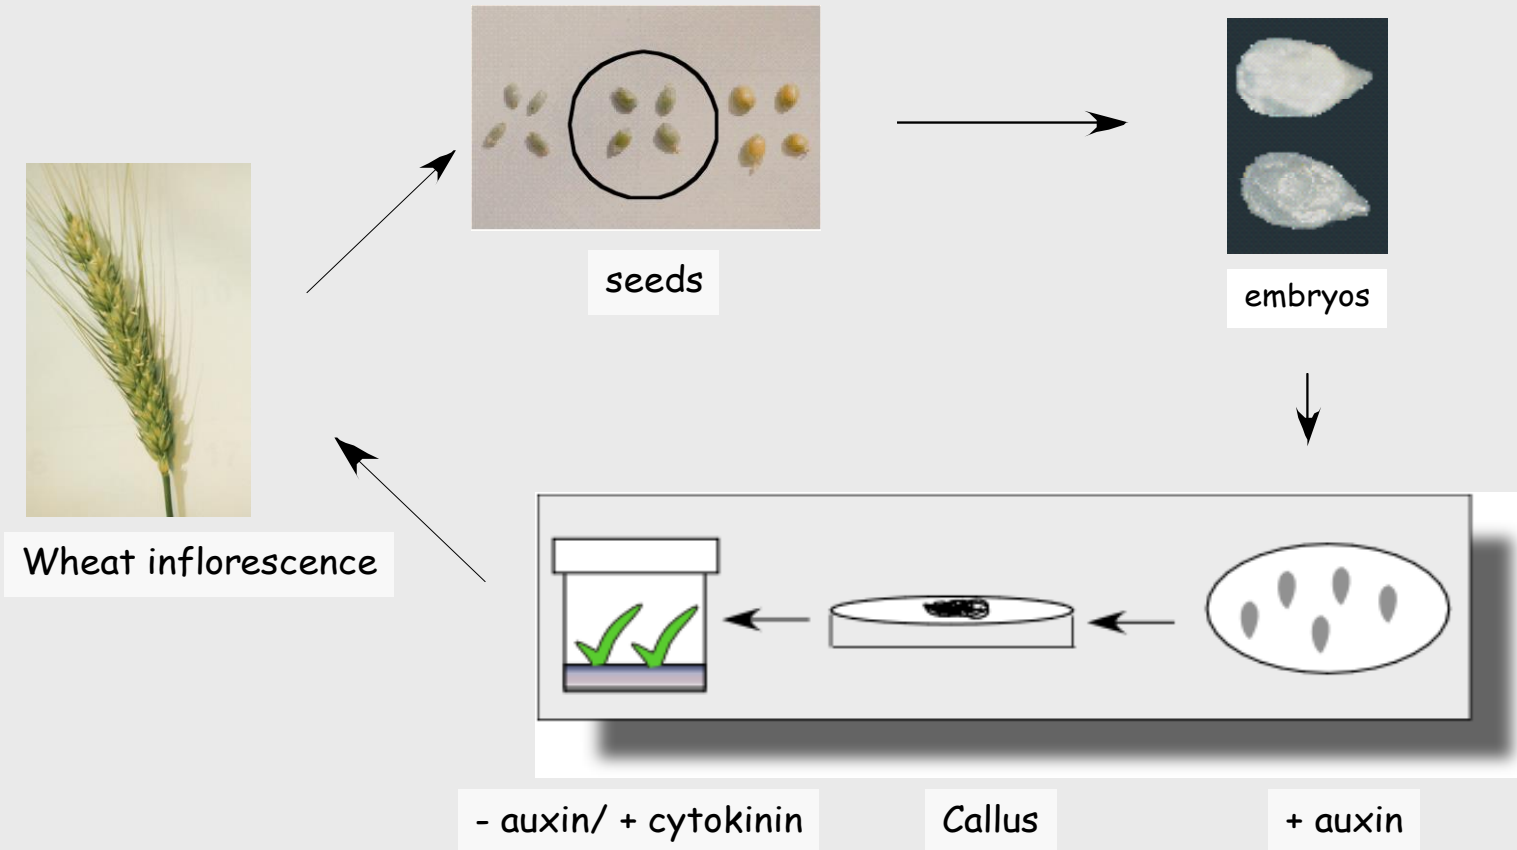 seeds
embryos
Wheat inflorescence
- auxin/ + cytokinin
Callus
+ auxin